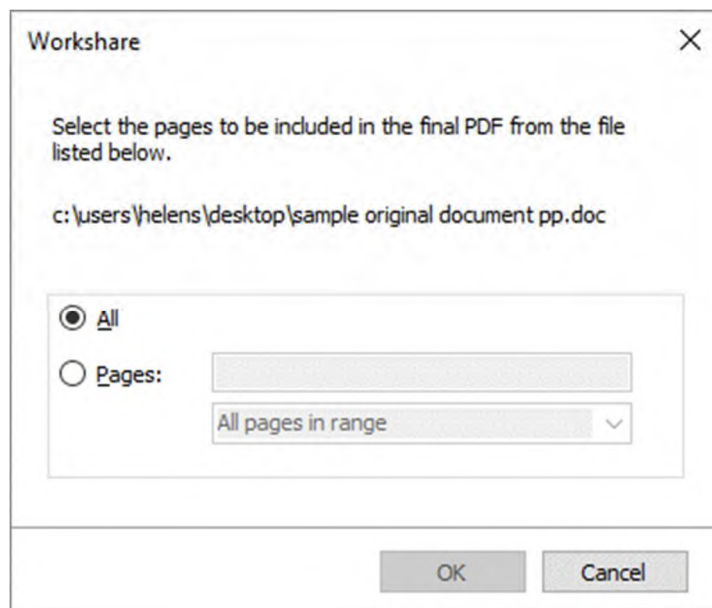 Workshare
Select the pages to be included in the final PDF from the file
listed below.
c:\users\helens\desktop\sample original document pp.doc
All
Pages:
All pages in range
OK
Cancel